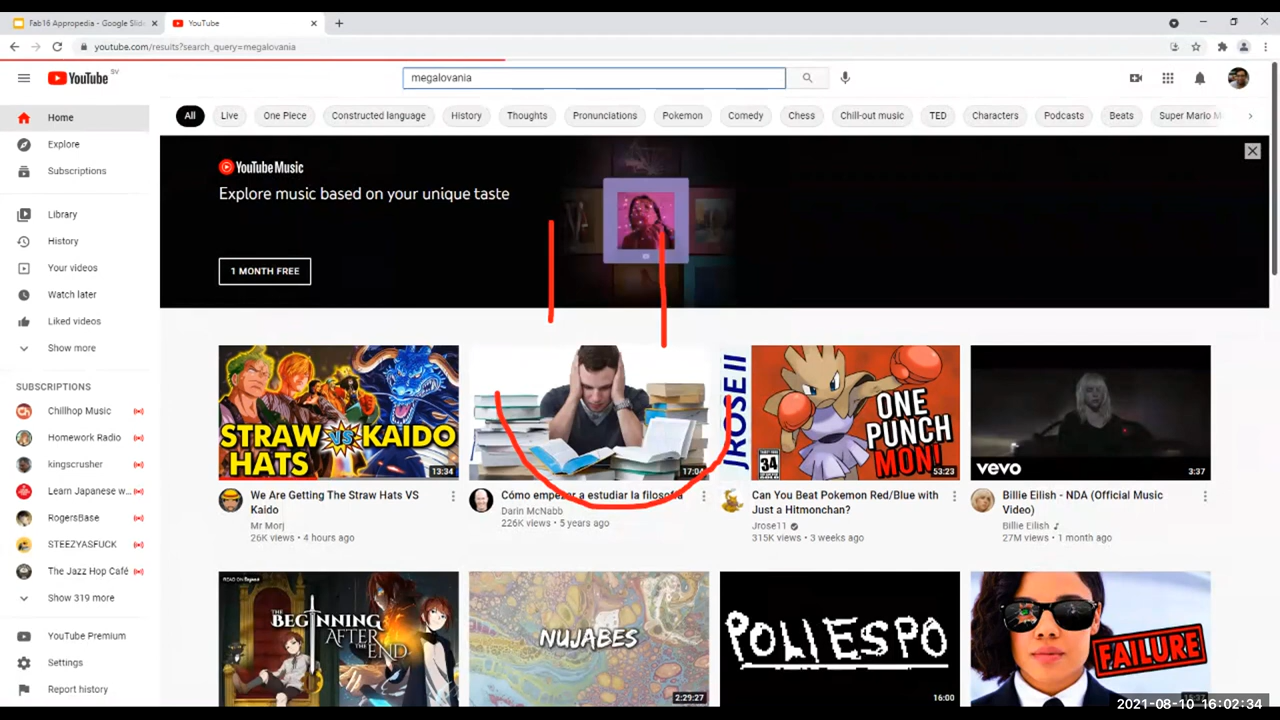 Fab16 Appropedia - Google Slide
YouTube
youtube.com/results?search_query=megalovania
YouTube SV
megalovania
All
Live
One Piece
Constructed language
History
Thoughts
Pronunciations
Pokemon
Comedy
Chess
Chill-out music
TED
Characters
Podcasts
Beats
Super Mario M
Home
Explore
Subscriptions
Library
History
Your videos
Watch later
Liked videos
Show more
SUBSCRIPTIONS
Chillhop Music
Homework Radio
kingscrusher
Learn Japanese w...
RogersBase
STEEZYASFUCK
The Jazz Hop Café
Show 319 more
YouTube Premium
Settings
Report history
YouTube Music
Explore music based on your unique taste
1 MONTH FREE
STRAW VS KAIDO
HATS
13:34
We Are Getting The Straw Hats VS
Kaido
Mr Morj
26K views • 4 hours ago
17:04
Cómo empezar a estudiar la filosofía
Darin McNabb
226K views • 5 years ago
JROSE11
ONE
PUNCH
MON!
34
53:23
Can You Beat Pokemon Red/Blue with
Just a Hitmonchan?
Jrose11
315K views • 3 weeks ago
vevo
3:37
Billie Eilish - NDA (Official Music
Video)
Billie Eilish
27M views • 1 month ago
THE
BEGINNING
AFTER
THE
END
NUJABES
2:29:27
POLIESPO
16:00
FAILURE
2021-08-10 16:02:34